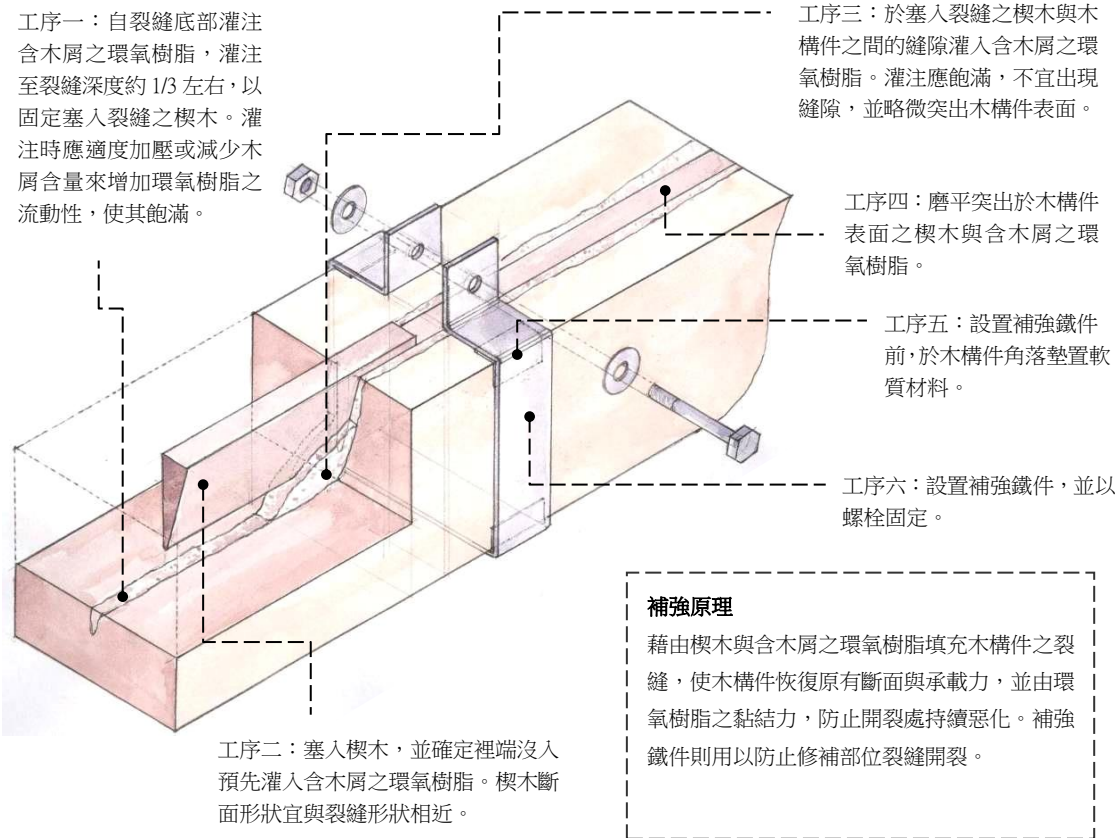 工序一：自裂縫底部灌注
含木屑之環氧樹脂，灌注
至裂縫深度約 1/3 左右，以
固定塞入裂縫之楔木。灌
注時應適度加壓或減少木
屑含量來增加環氧樹脂之
流動性，使其飽滿。
工序三：於塞入裂縫之楔木與木
構件之間的縫隙灌入含木屑之環
氧樹脂。灌注應飽滿，不宜出現
縫隙，並略微突出木構件表面。
工序四：磨平突出於木構件
表面之楔木與含木屑之環
氧樹脂。
工序五：設置補強鐵件
前，於木構件角落墊置軟
質材料。
工序六：設置補強鐵件，並以
螺栓固定。
工序二：塞入楔木，並確定裡端沒入
預先灌入含木屑之環氧樹脂。楔木斷
面形狀宜與裂縫形狀相近。
補強原理
藉由楔木與含木屑之環氧樹脂填充木構件之裂
縫，使木構件恢復原有斷面與承載力，並由環
氧樹脂之黏結力，防止開裂處持續惡化。補強
鐵件則用以防止修補部位裂縫開裂。